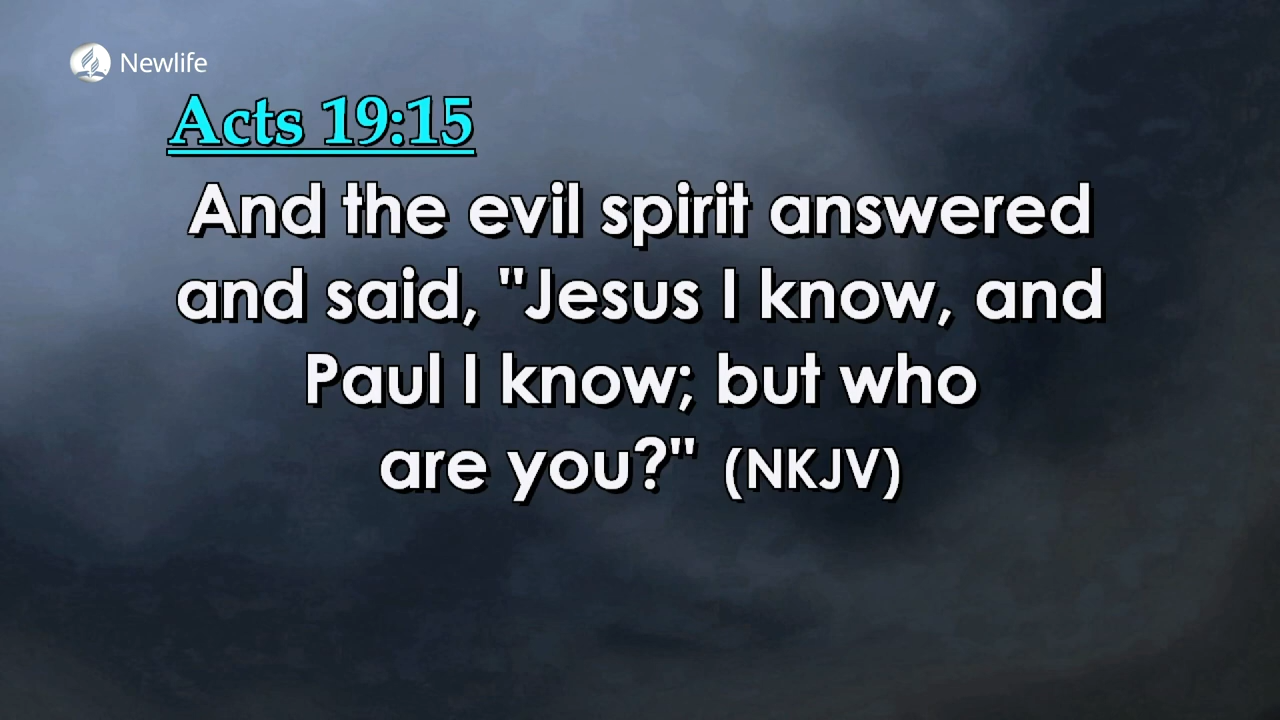 Newlife
Acts 19:15
And the evil spirit answered
and said, "Jesus I know, and
Paul I know; but who
are you?" (NKJV)